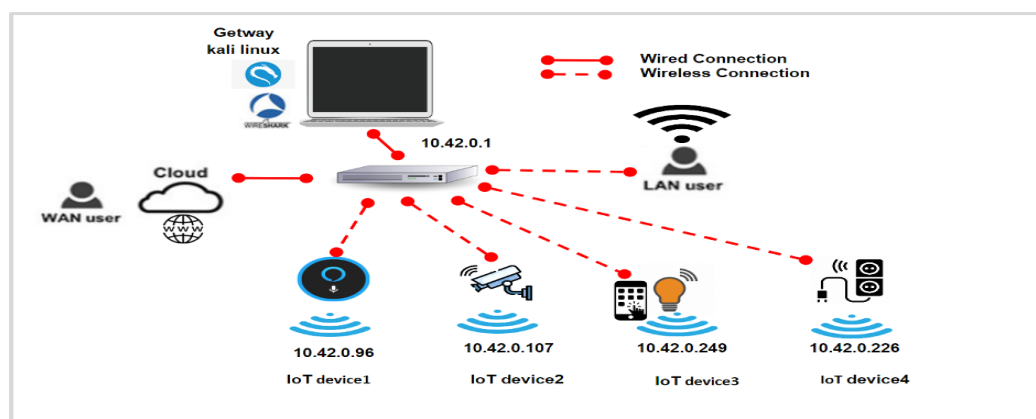 Getway
kali linux
WIRESHARK
Wired Connection
Wireless Connection
10.42.0.1
Cloud
WAN user
WWW
LAN user
10.42.0.96
10.42.0.107
10.42.0.249
10.42.0.226
IoT device1
IoT device2
IoT device3
IoT device4